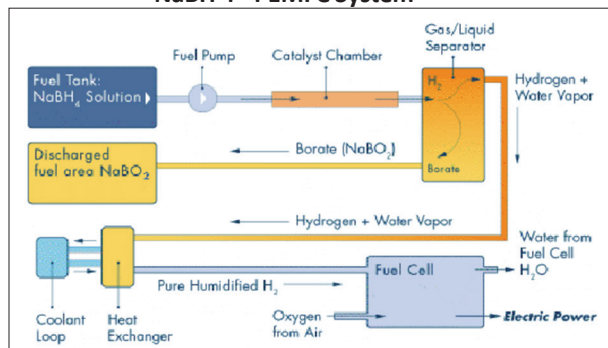 Fuel Tank:
NaBH4 Solution
Fuel Pump
Catalyst Chamber
Gas/Liquid
Separator
H2
Borate
Hydrogen +
Water Vapor
Discharged
fuel area NaBO2
Borate (NaBO2)
Hydrogen + Water Vapor
Coolant
Loop
Heat
Exchanger
Pure Humidified H2
Fuel Cell
Oxygen
from Air
Water from
Fuel Cell
H2O
Electric Power